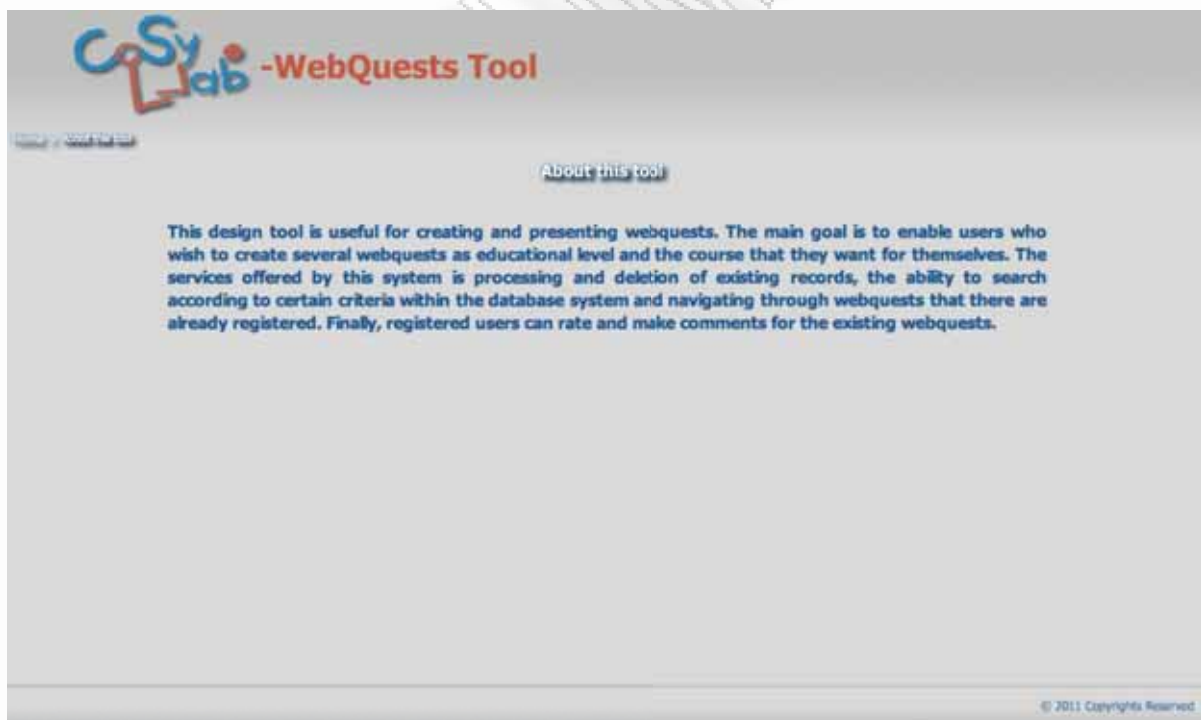 CoSy Lab -WebQuests Tool
About this tool
This design tool is useful for creating and presenting webquests. The main goal is to enable users who
wish to create several webquests as educational level and the course that they want for themselves. The
services offered by this system is processing and deletion of existing records, the ability to search
according to certain criteria within the database system and navigating through webquests that there are
already registered. Finally, registered users can rate and make comments for the existing webquests.
© 2011 Copyrights Reserved